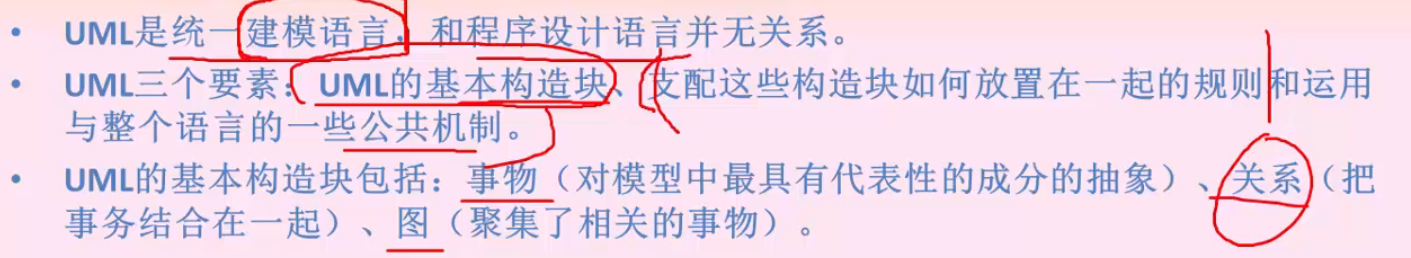 • UML是统一建模语言，和程序设计语言并无关系。
• UML三个要素：UML的基本构造块、支配这些构造块如何放置在一起的规则和运用
与整个语言的一些公共机制。
• UML的基本构造块包括：事物（对模型中最具有代表性的成分的抽象）、关系（把
事务结合在一起）、图（聚集了相关的事物）。